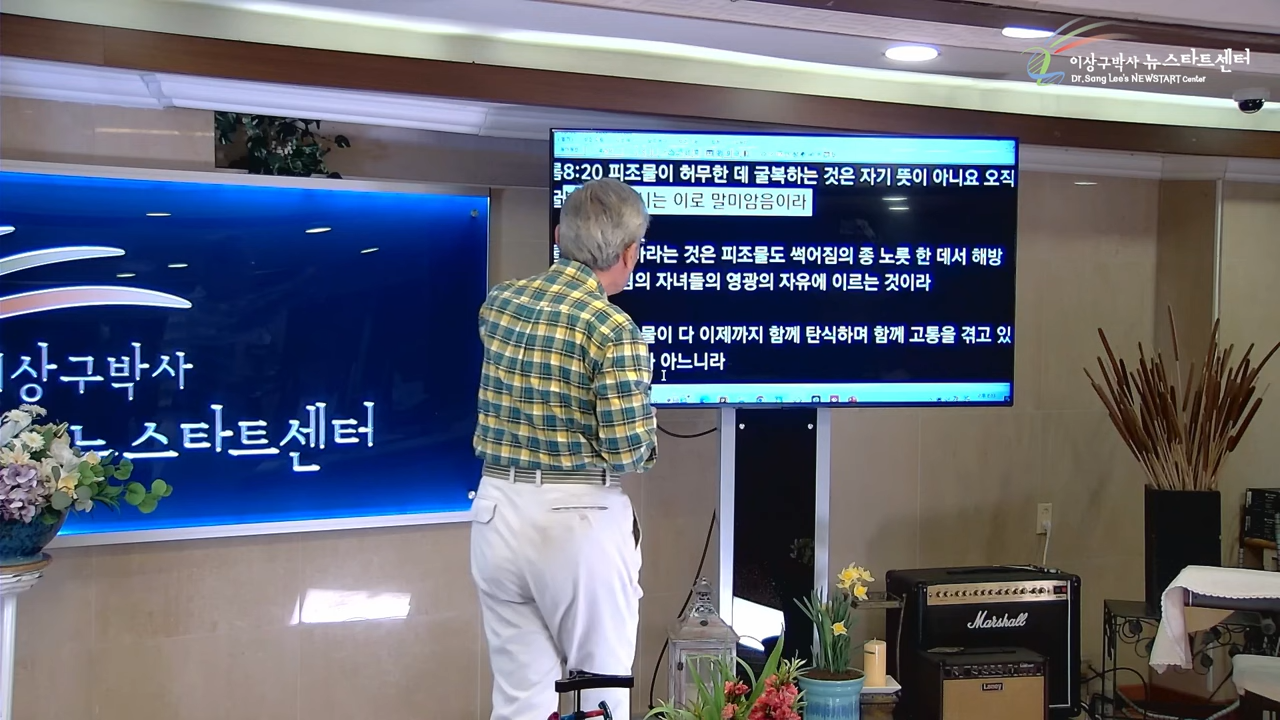 이상구박사 뉴스타트센터
Dr. Sang Lee's NEWSTART Center
롬8:20 피조물이 허무한 데 굴복하는 것은 자기 뜻이 아니요 오직
이로 말미암음이라
바라는 것은 피조물도 썩어짐의 종 노릇 한 데서 해방
자녀들의 영광의 자유에 이르는 것이라
다 이제까지 함께 탄식하며 함께 고통을 겪고 있
아느니라
이상구박사
뉴스타트센터
Marshall
Laney